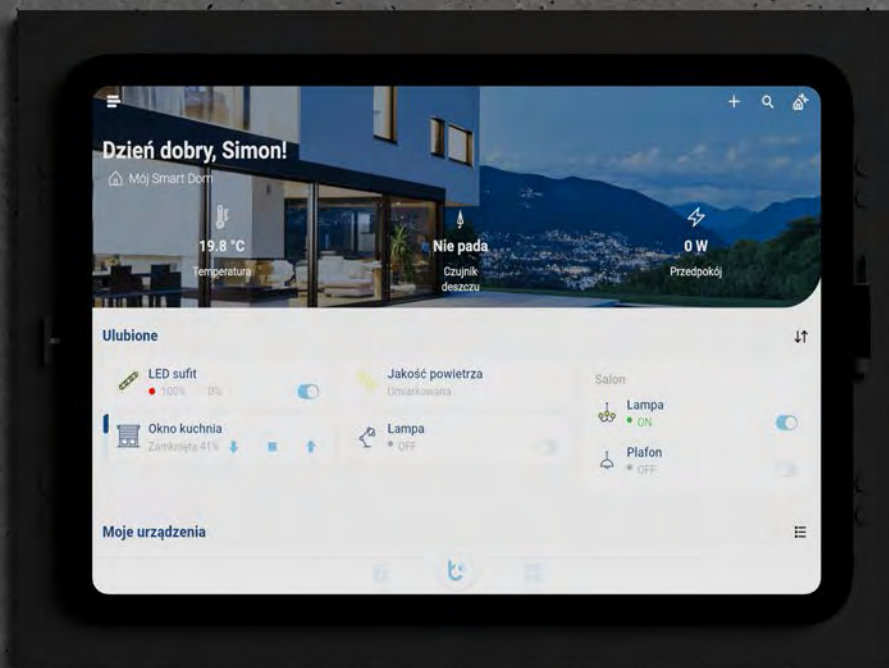 Dzień dobry, Simon!
Mój Smart Dom
19.8 °C
Temperatura
Nie pada
Czujnik
deszczu
0 W
Przedpokój
Ulubione
LED sufit
100% 0%
Jakość powietrza
Umiarkowana
Salon
Lampa
ON
Okno kuchnia
Zamknięta 41%
Lampa
OFF
Plafon
OFF
Moje urządzenia